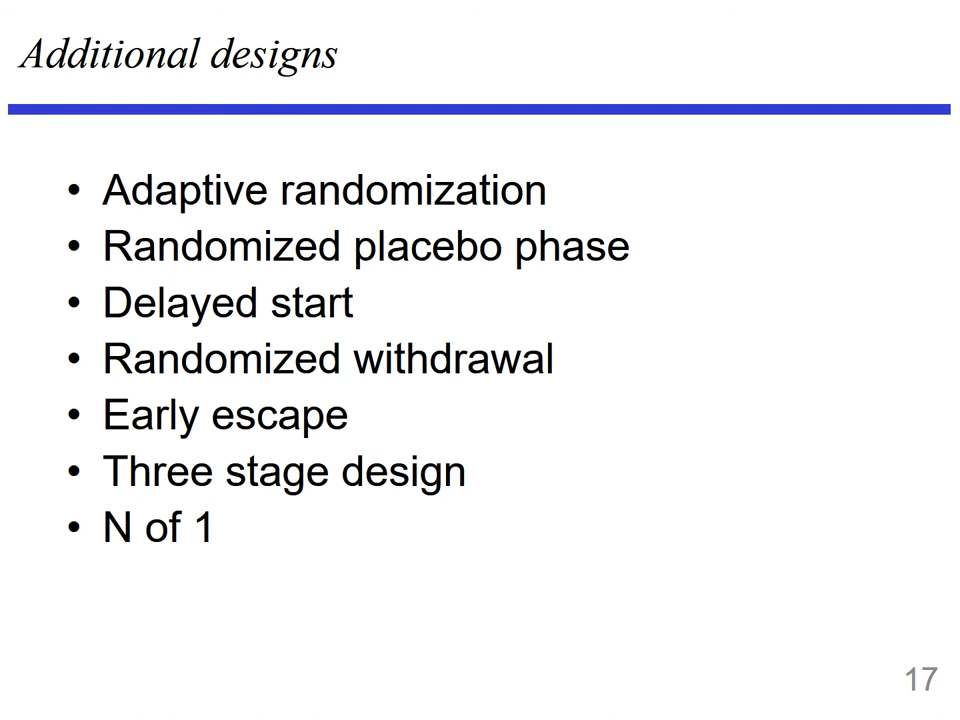 Additional designs
• Adaptive randomization
• Randomized placebo phase
• Delayed start
• Randomized withdrawal
• Early escape
• Three stage design
• N of 1
17